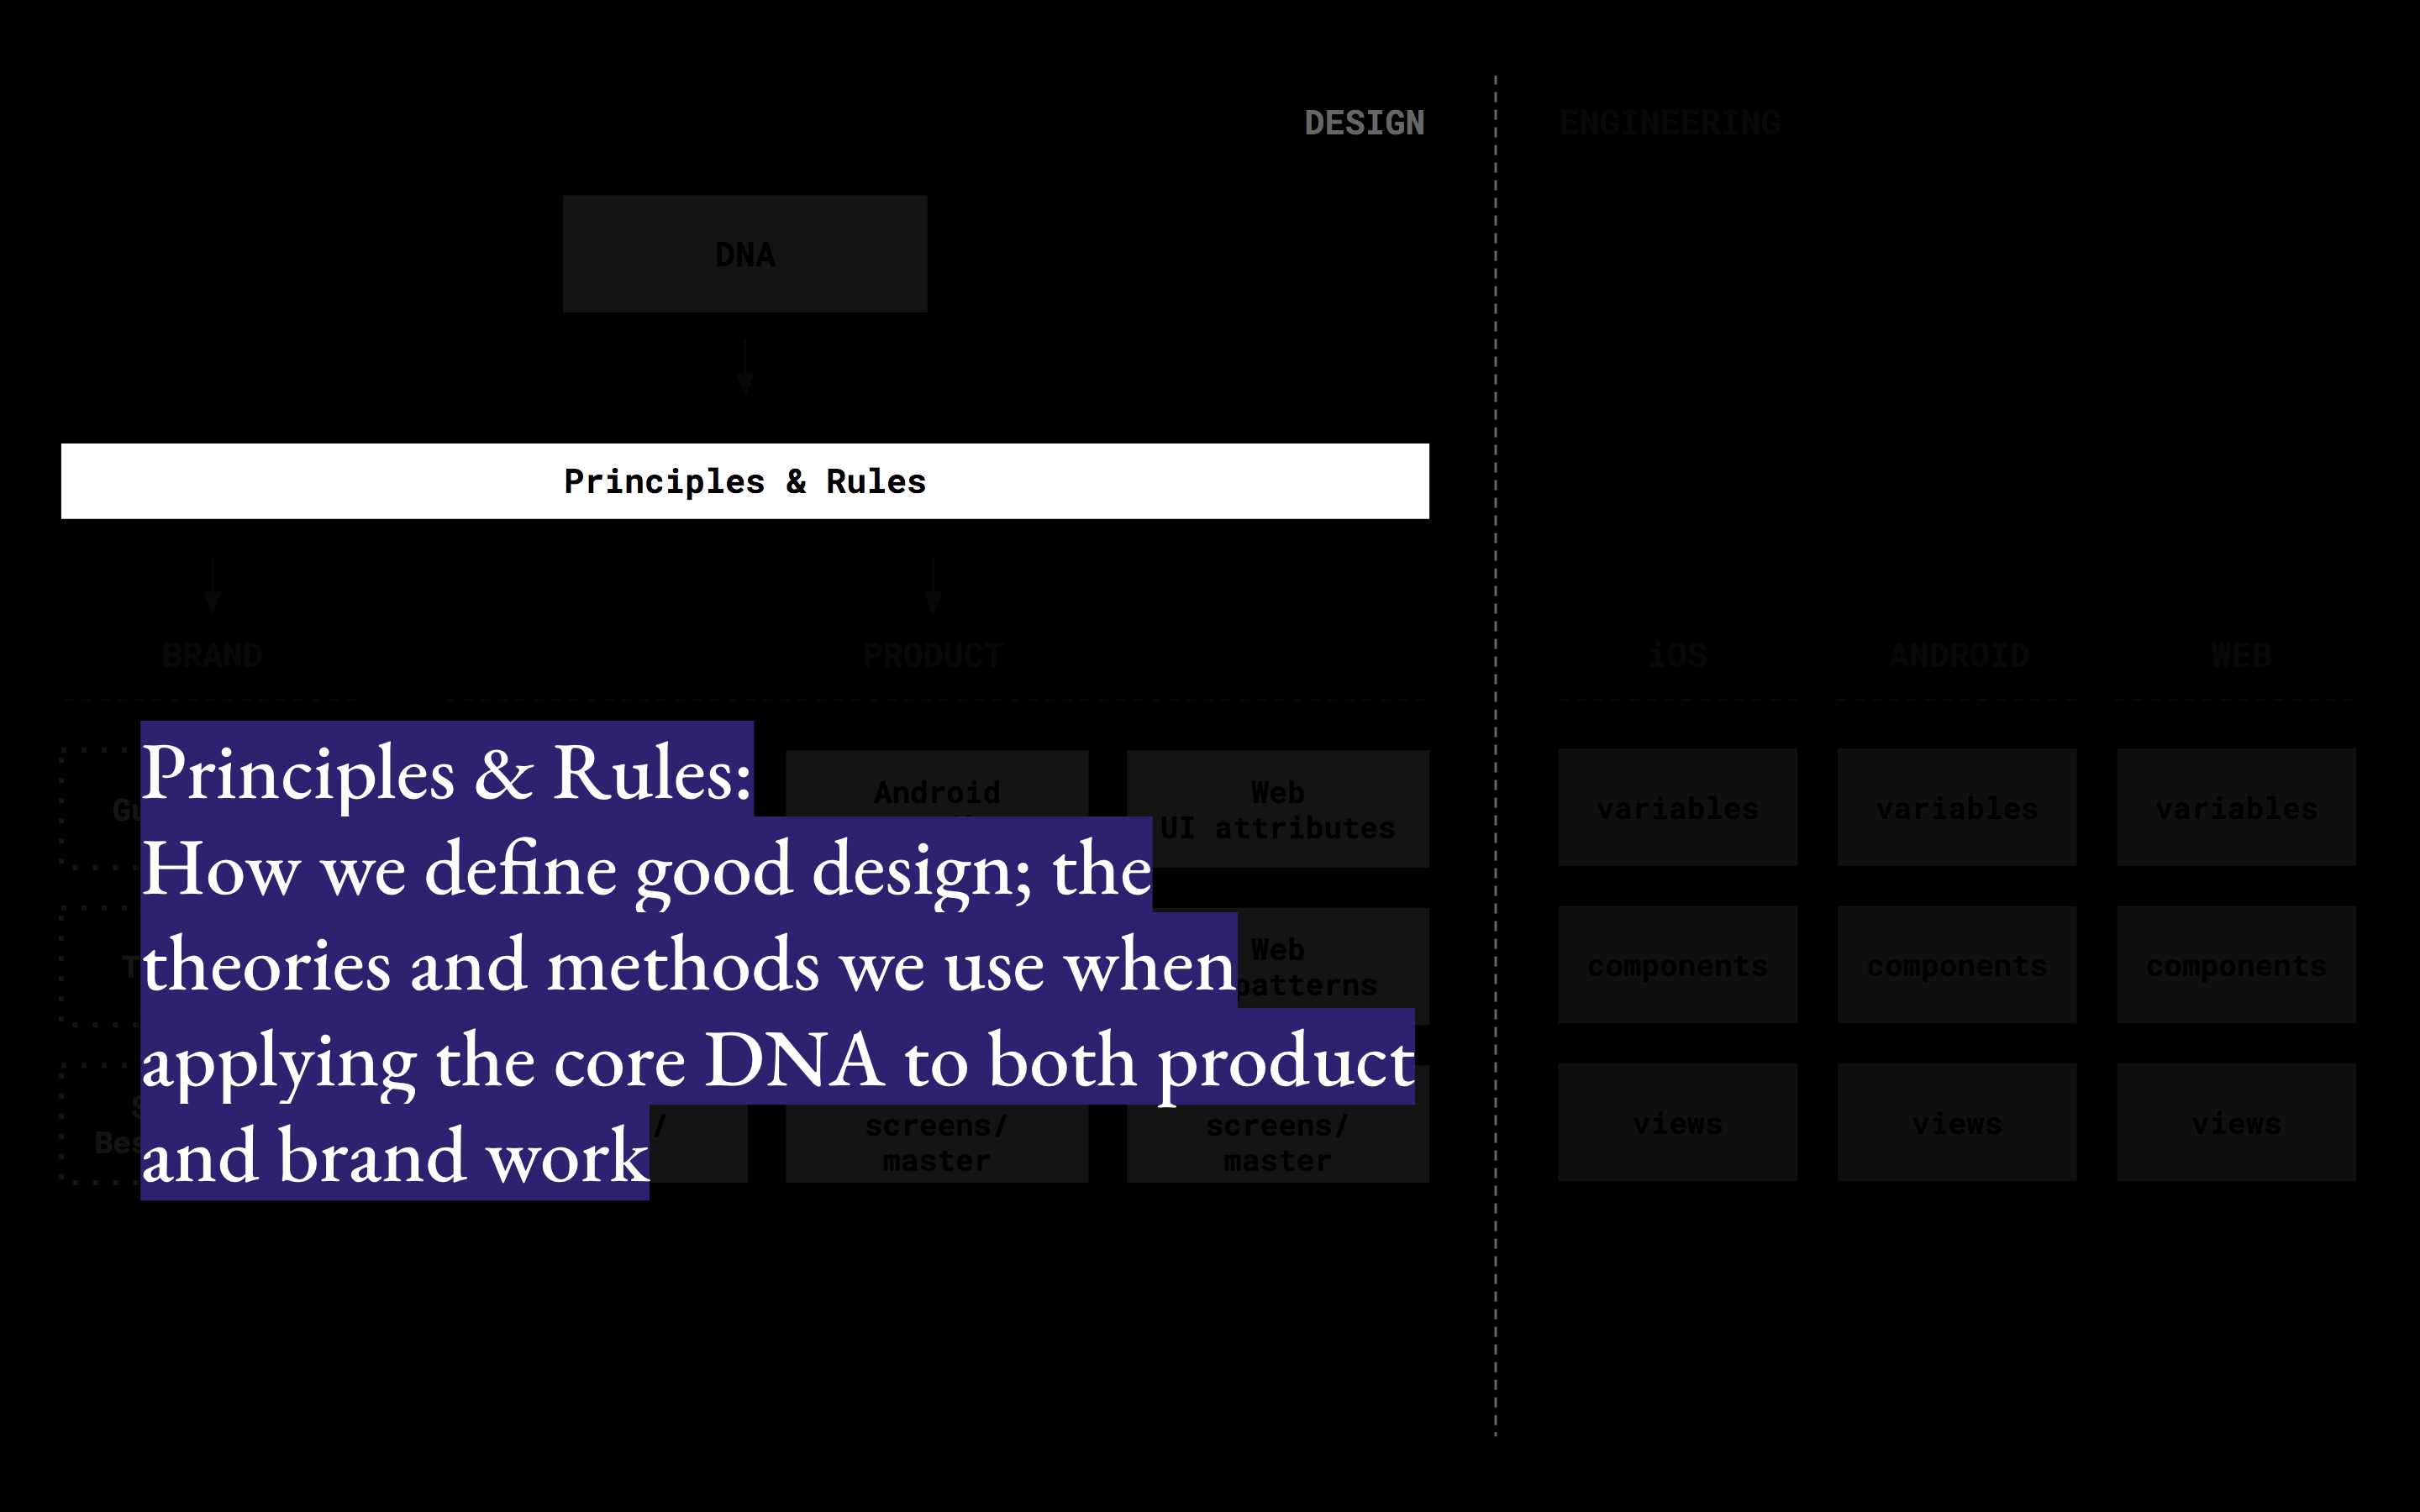 DESIGN
ENGINEERING
DNA
Principles & Rules
BRAND
PRODUCT
iOS
ANDROID
WEB
Principles & Rules:
How we define good design; the
theories and methods we use when
applying the core DNA to both product
and brand work
Android
Web
UI attributes
Web
patterns
screens/
master
screens/
master
variables
variables
variables
components
components
components
views
views
views